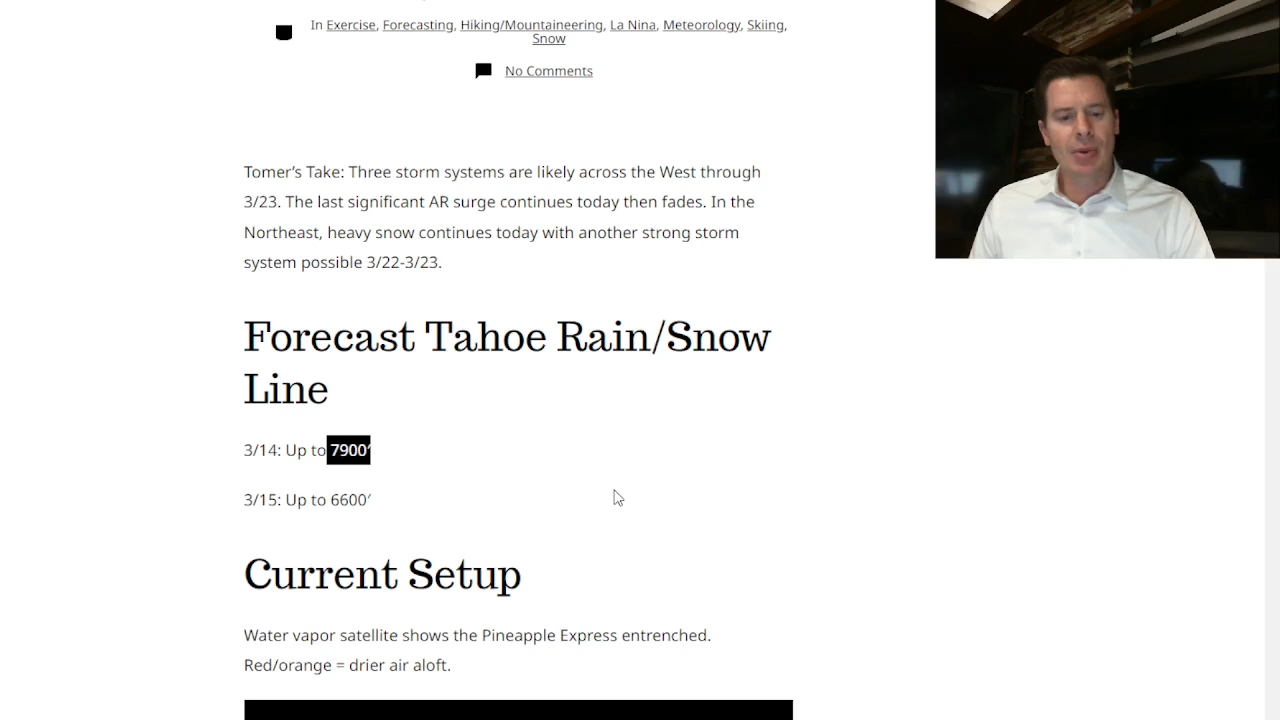 In Exercise, Forecasting, Hiking/Mountaineering, La Nina, Meteorology, Skiing,
Snow
No Comments
Tomer’s Take: Three storm systems are likely across the West through
3/23. The last significant AR surge continues today then fades. In the
Northeast, heavy snow continues today with another strong storm
system possible 3/22-3/23.
Forecast Tahoe Rain/Snow
Line
3/14: Up to 7900′
3/15: Up to 6600′
Current Setup
Water vapor satellite shows the Pineapple Express entrenched.
Red/orange = drier air aloft.